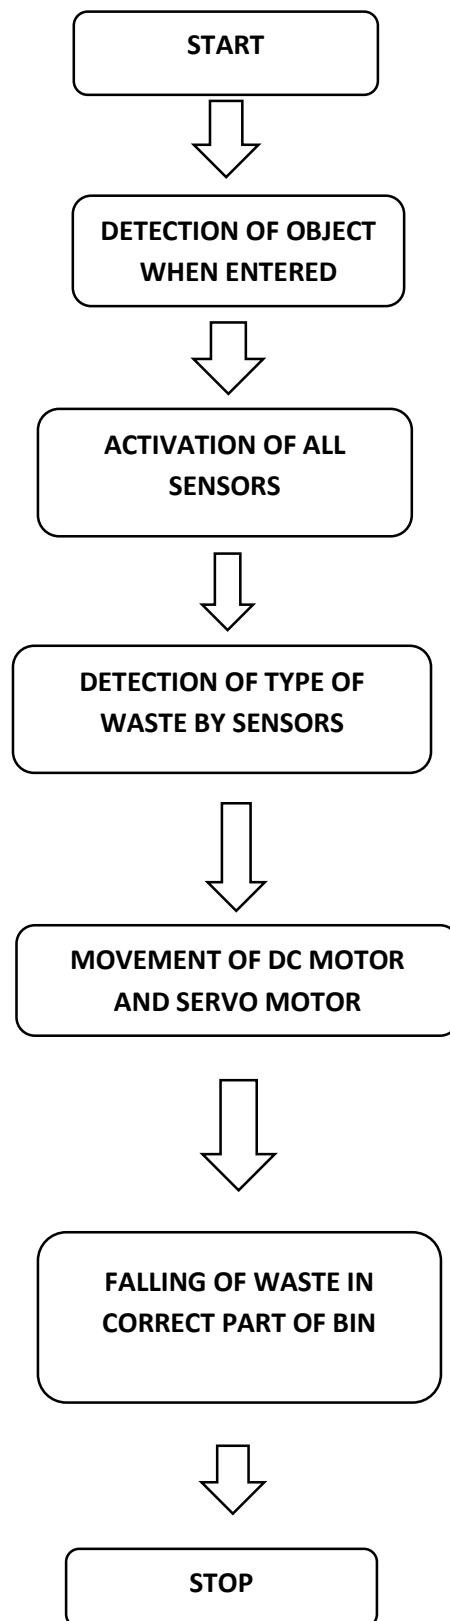 START
DETECTION OF OBJECT
WHEN ENTERED
ACTIVATION OF ALL
SENSORS
DETECTION OF TYPE OF
WASTE BY SENSORS
MOVEMENT OF DC MOTOR
AND SERVO MOTOR
FALLING OF WASTE IN
CORRECT PART OF BIN
STOP